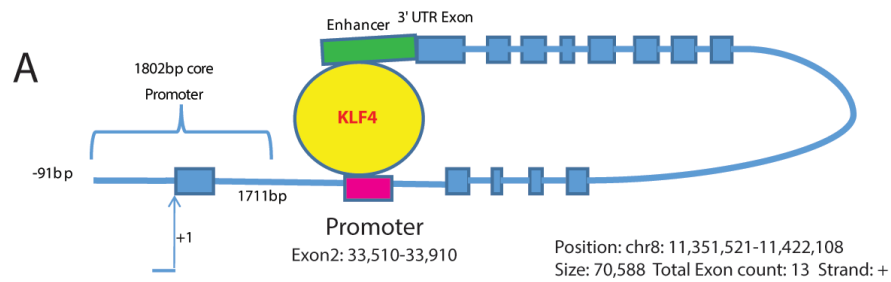 A
Enhancer
3' UTR Exon
1802bp core
Promoter
KLF4
-91bp
1711bp
+1
Promoter
Exon2: 33,510-33,910
Position: chr8: 11,351,521-11,422,108
Size: 70,588 Total Exon count: 13 Strand: +